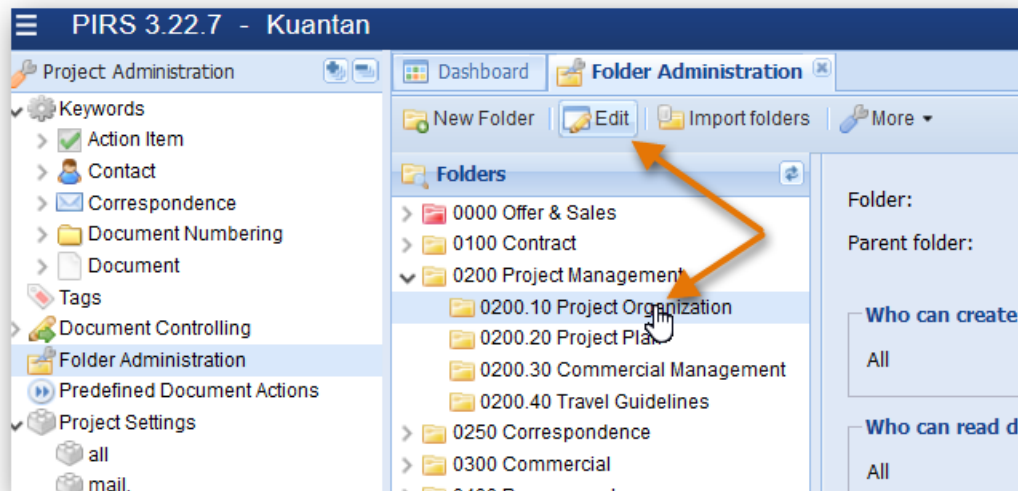 PIRS 3.22.7 - Kuantan
Project Administration
Keywords
Action Item
Contact
Correspondence
Document Numbering
Document
Tags
Document Controlling
Folder Administration
Predefined Document Actions
Project Settings
all
mail.
Dashboard
Folder Administration
New Folder
Edit
Import folders
More
Folders
0000 Offer & Sales
0100 Contract
0200 Project Management
0200.10 Project Organization
0200.20 Project Plan
0200.30 Commercial Management
0200.40 Travel Guidelines
0250 Correspondence
0300 Commercial
Folder:
Parent folder:
Who can create
All
Who can read d
All